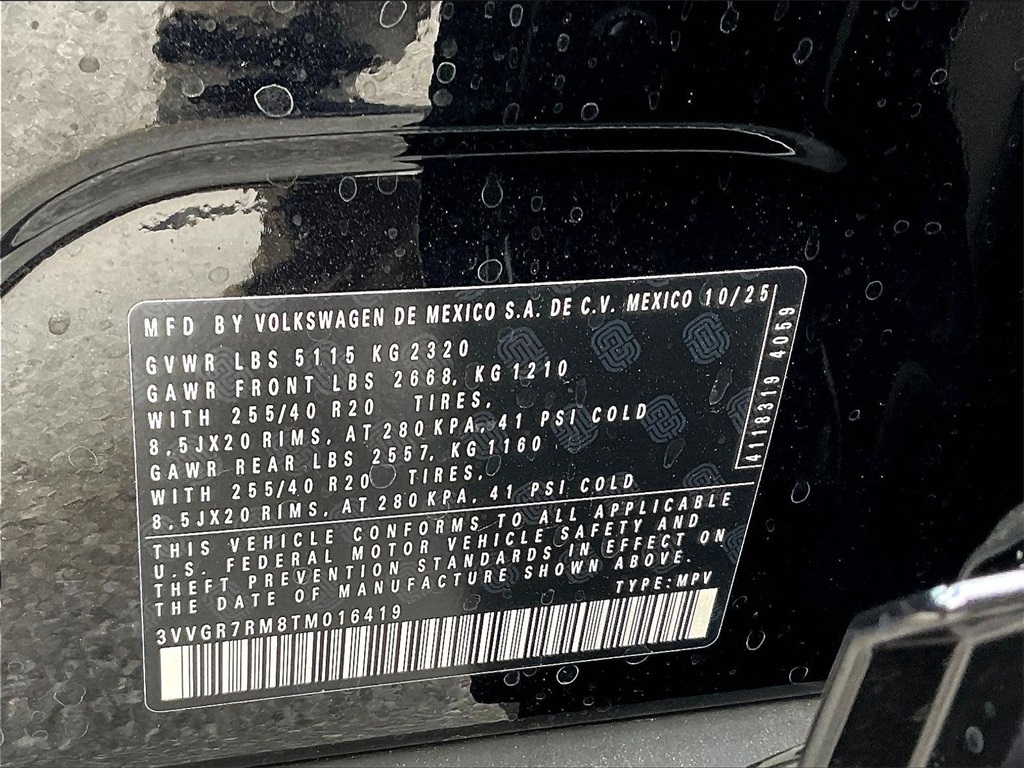 MFD BY VOLKSWAGEN DE MEXICO S.A. DE C.V. MEXICO 10/25
GVWR LBS 5115 KG 2320
GAWR FRONT LBS 2668, KG 1210
WITH 255/40 R20 TIRES,
8,5JX20 RIMS, AT 280 KPA, 41 PSI COLD
GAWR REAR LBS 2557, KG 1160
WITH 255/40 R20 TIRES,
8,5JX20 RIMS, AT 280 KPA, 41 PSI COLD
4118319 4059
THIS VEHICLE CONFORMS TO ALL APPLICABLE
U.S. FEDERAL MOTOR VEHICLE SAFETY AND
THEFT PREVENTION STANDARDS IN EFFECT ON
THE DATE OF MANUFACTURE SHOWN ABOVE.
TYPE:MPV
3VVGR7RM8TM016419